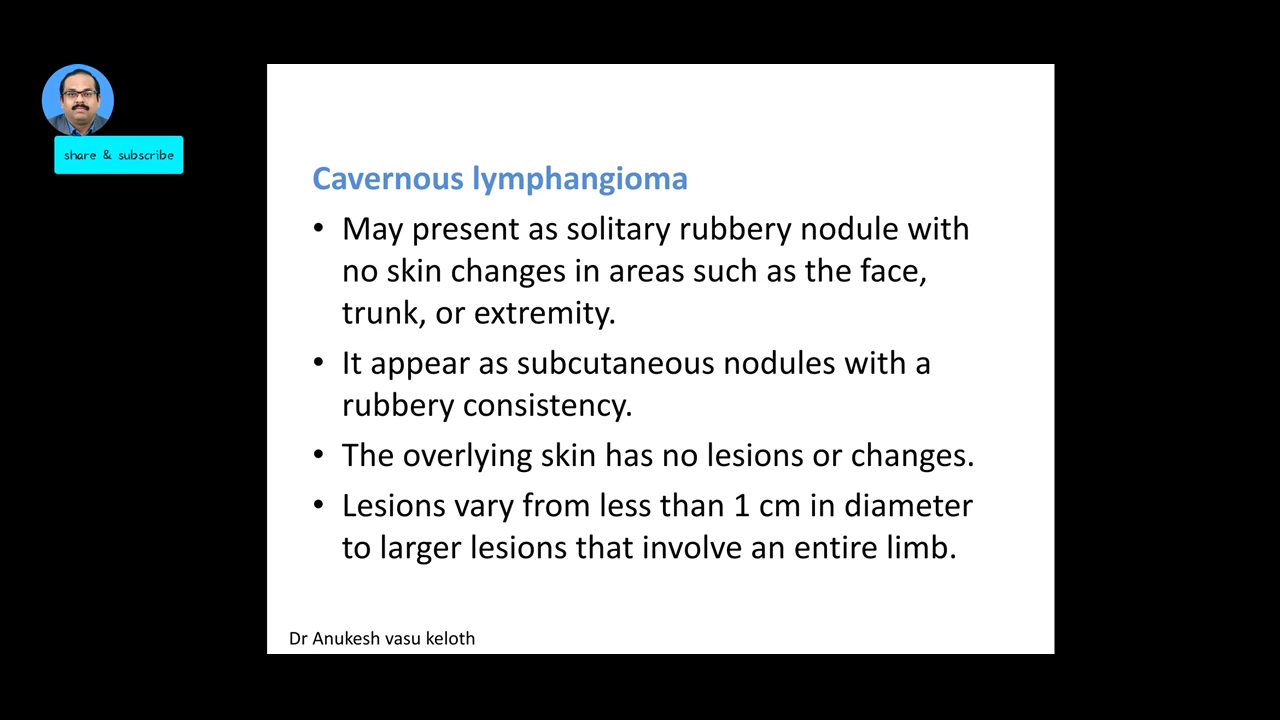 share & subscribe
Cavernous lymphangioma
• May present as solitary rubbery nodule with
no skin changes in areas such as the face,
trunk, or extremity.
• It appear as subcutaneous nodules with a
rubbery consistency.
• The overlying skin has no lesions or changes.
• Lesions vary from less than 1 cm in diameter
to larger lesions that involve an entire limb.
Dr Anukesh vasu keloth